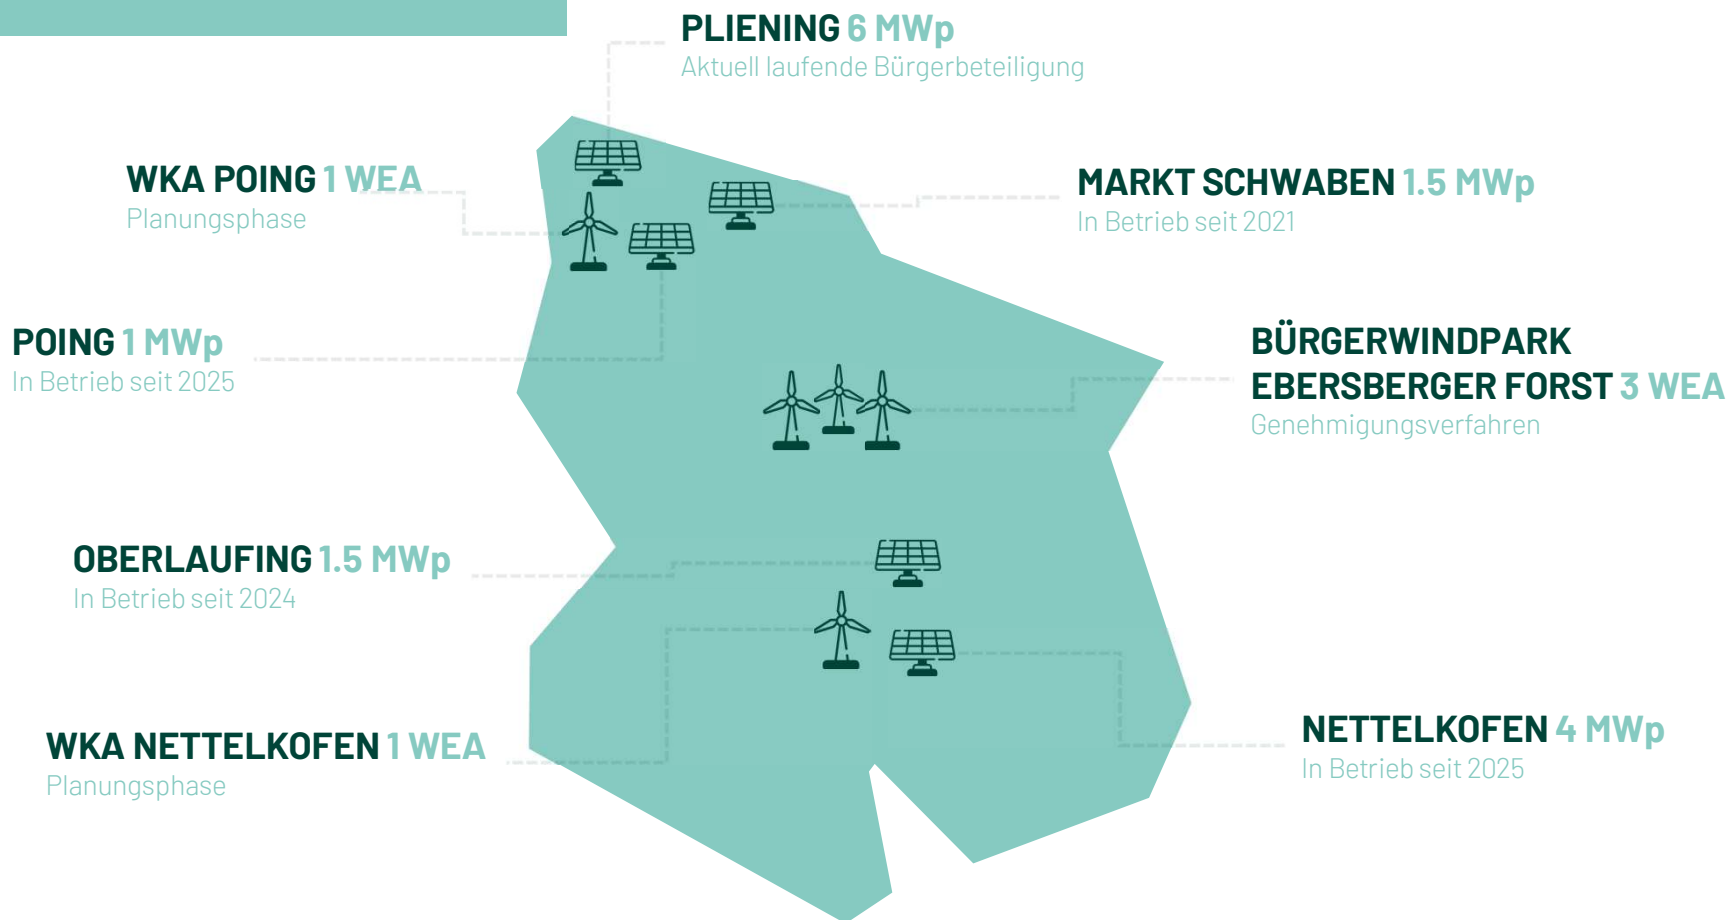 PLIENING 6 MWp
Aktuell laufende Bürgerbeteiligung
WKA POING 1 WEA
Planungsphase
MARKT SCHWABEN 1.5 MWp
In Betrieb seit 2021
POING 1 MWp
In Betrieb seit 2025
BÜRGERWINDPARK
EBERSBERGER FORST 3 WEA
Genehmigungsverfahren
OBERLAUFING 1.5 MWp
In Betrieb seit 2024
WKA NETTELKOFEN 1 WEA
Planungsphase
NETTELKOFEN 4 MWp
In Betrieb seit 2025